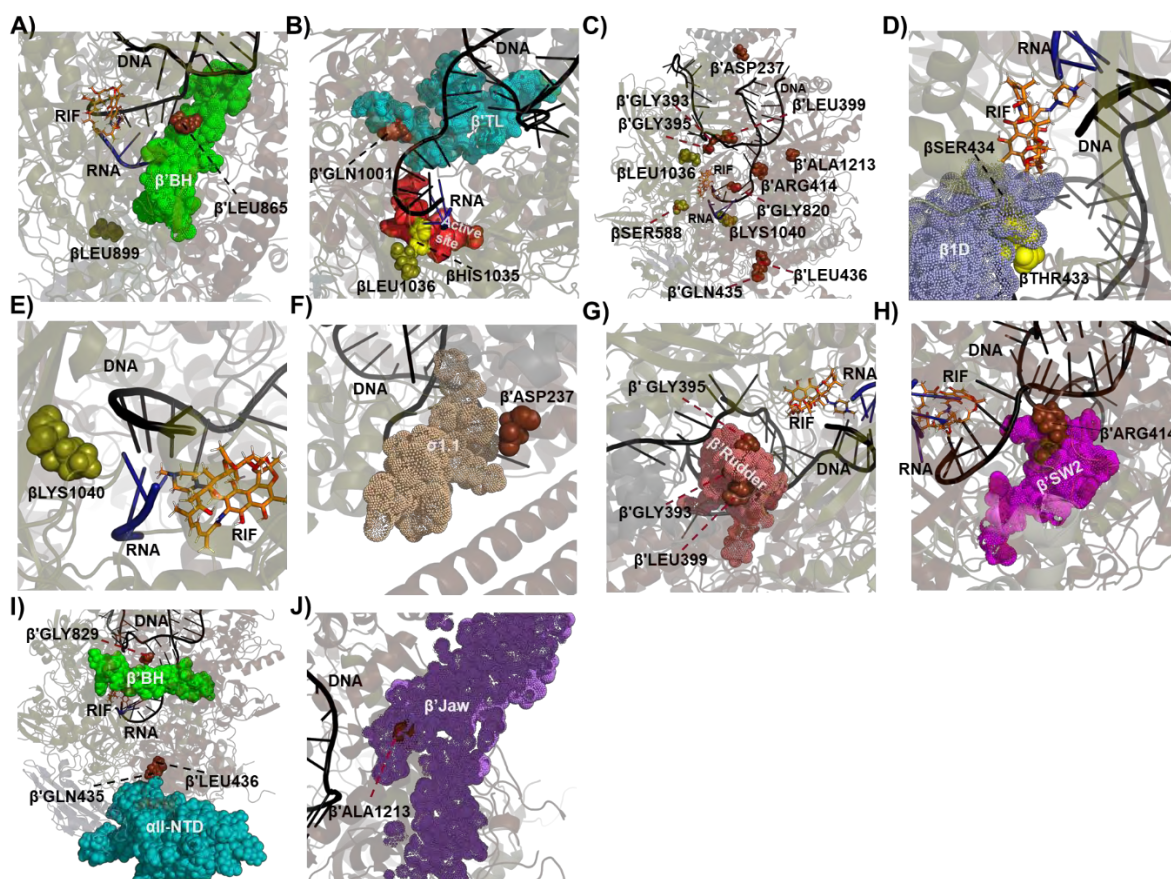 A)
DNA
RIF
RNA
β'BH
β'LEU865
βLEU899
B)
DNA
β'TL
β'GLN1001
RNA
Active
site
βHIS1035
βLEU1036
C)
β'ASP237
DNA
β'GLY393
β'LEU399
β'GLY395
βLEU1036
RIF
β'ALA1213
β'ARG414
β'GLY820
βSER588
RNA
βLYS1040
β'LEU436
β'GLN435
D)
RNA
RIF
βSER434
DNA
β1D
βTHR433
E)
DNA
βLYS1040
RNA
RIF
F)
DNA
β'ASP237
G)
β' GLY395
RNA
RIF
β'Rudder
DNA
β'GLY393
β'LEU399
H)
DNA
RIF
β'ARG414
RNA
β'SW2
I)
DNA
β'GLY829
β'BH
RIF
RNA
β'LEU436
β'GLN435
αII-NTD
J)
DNA
β'Jaw
β'ALA1213